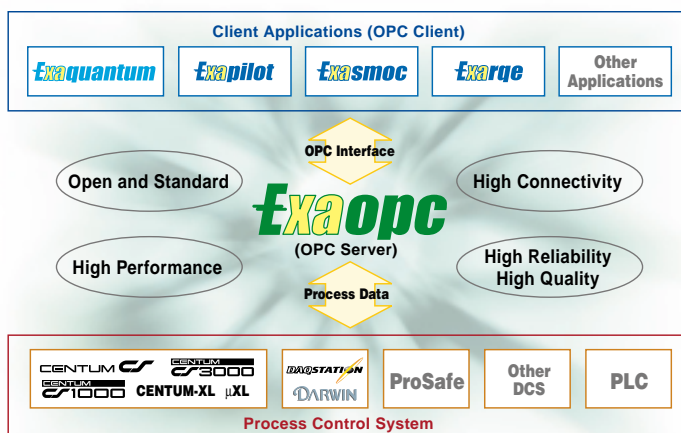 Client Applications (OPC Client)
Exaquantum
Exapilot
Exasmoc
Exarqe
Other
Applications
OPC Interface
Open and Standard
High Connectivity
Exaopc
(OPC Server)
High Performance
High Reliability
High Quality
Process Data
CENTUM CS
CENTUM
CS3000
CENTUM
CS1000
CENTUM-XL
µXL
DAQSTATION
DARWIN
ProSafe
Other
DCS
PLC
Process Control System